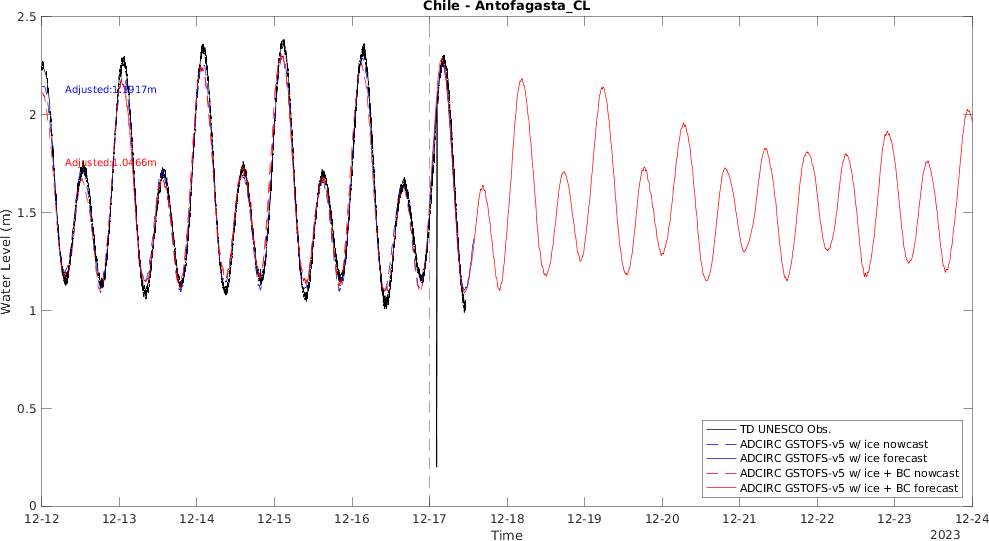 Chile - Antofagasta_CL
2.5
2
1.5
1
0.5
0
Water Level (m)
Adjusted:1.1917m
Adjusted:1.0466m
TD UNESCO Obs.
ADCIRC GSTOFS-v5 w/ ice nowcast
ADCIRC GSTOFS-v5 w/ ice forecast
ADCIRC GSTOFS-v5 w/ ice + BC nowcast
ADCIRC GSTOFS-v5 w/ ice + BC forecast
12-12 12-13 12-14 12-15 12-16 12-17 12-18 12-19 12-20 12-21 12-22 12-23 12-24
Time
2023